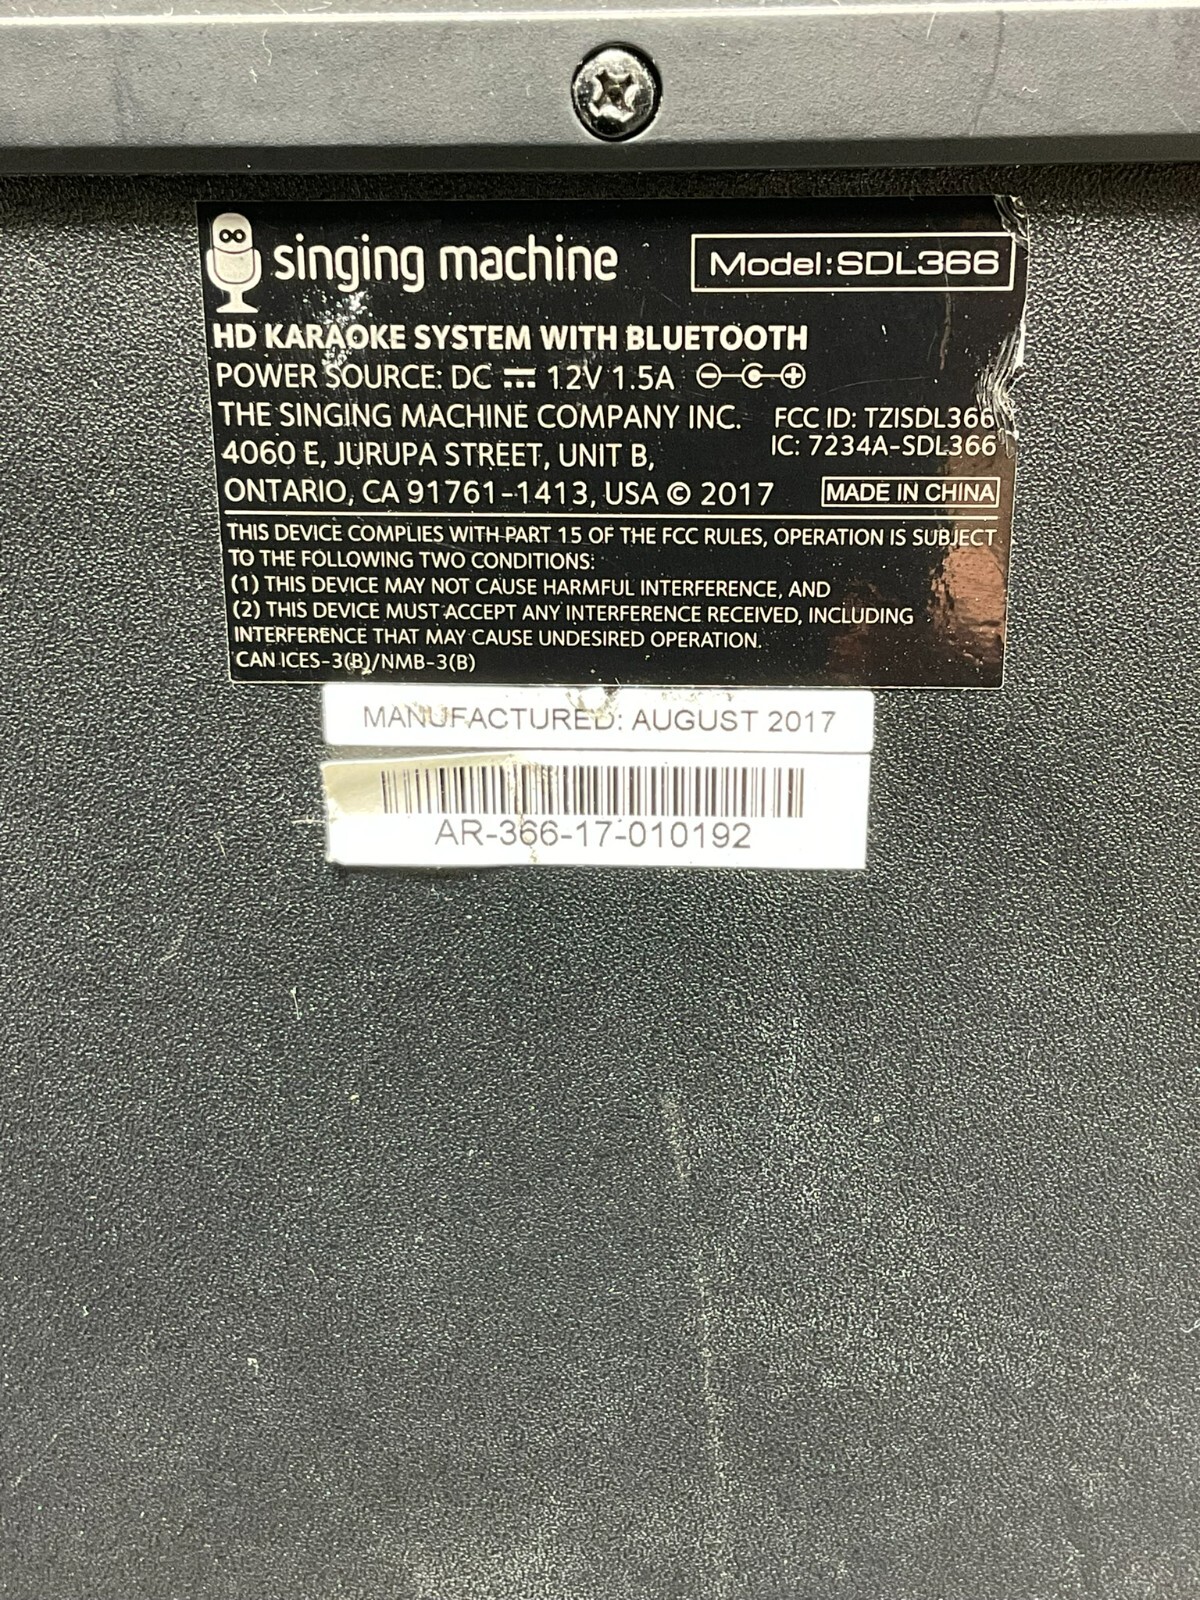 singing machine
Model:SDL366
HD KARAOKE SYSTEM WITH BLUETOOTH
POWER SOURCE: DC 12V 1.5A
THE SINGING MACHINE COMPANY INC.
FCC ID: TZISDL366
4060 E, JURUPA STREET, UNIT B,
IC: 7234A-SDL366
ONTARIO, CA 91761-1413, USA © 2017
MADE IN CHINA
THIS DEVICE COMPLIES WITH PART 15 OF THE FCC RULES, OPERATION IS SUBJECT
TO THE FOLLOWING TWO CONDITIONS:
(1) THIS DEVICE MAY NOT CAUSE HARMFUL INTERFERENCE, AND
(2) THIS DEVICE MUST ACCEPT ANY INTERFERENCE RECEIVED, INCLUDING
INTERFERENCE THAT MAY CAUSE UNDESIRED OPERATION.
CAN ICES-3(B)/NMB-3(B)
MANUFACTURED: AUGUST 2017
AR-366-17-010192